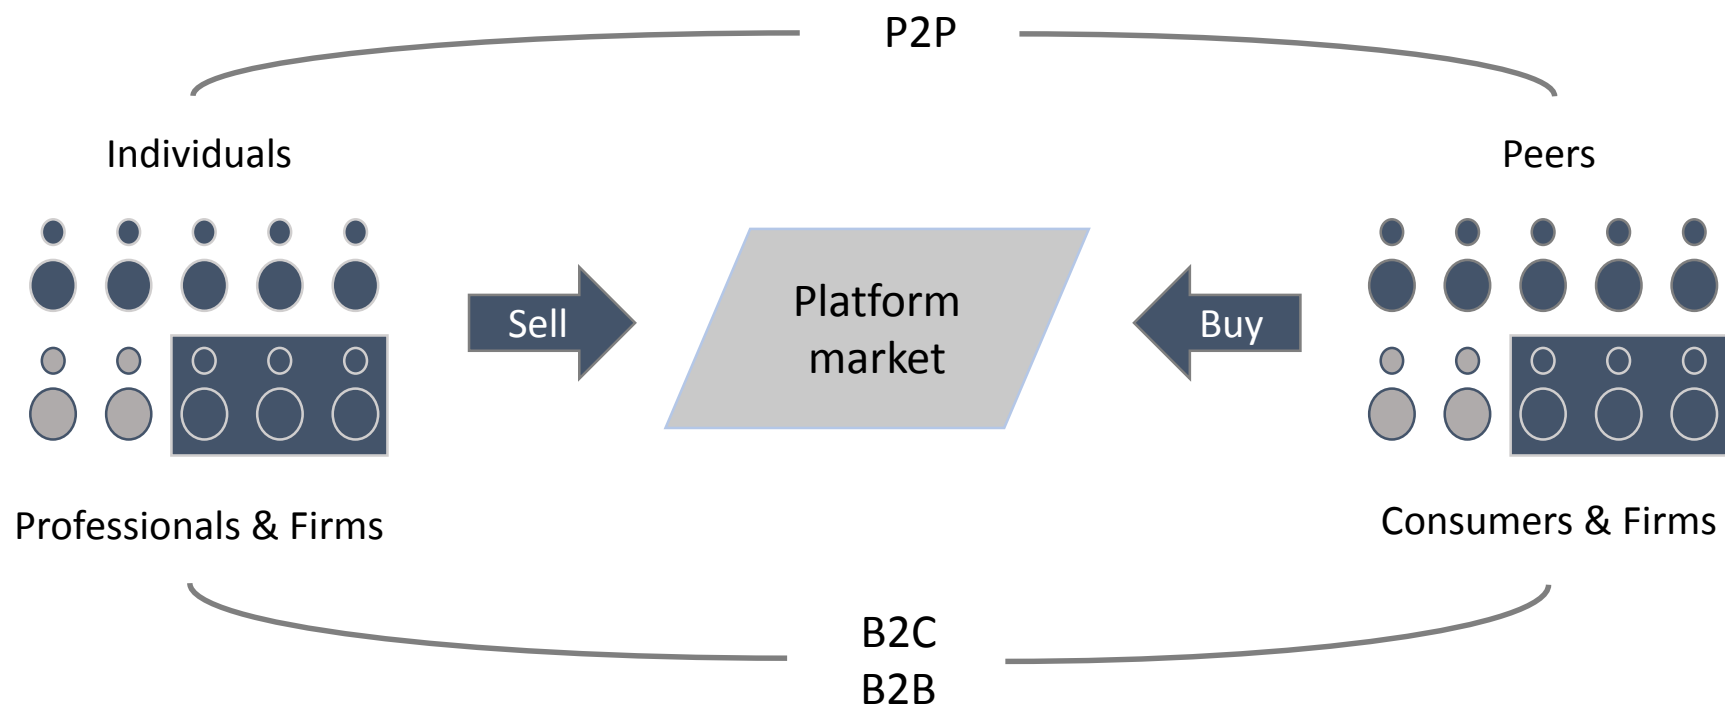 P2P
Individuals
Peers
Sell
Platform
market
Buy
Professionals & Firms
Consumers & Firms
B2C
B2B